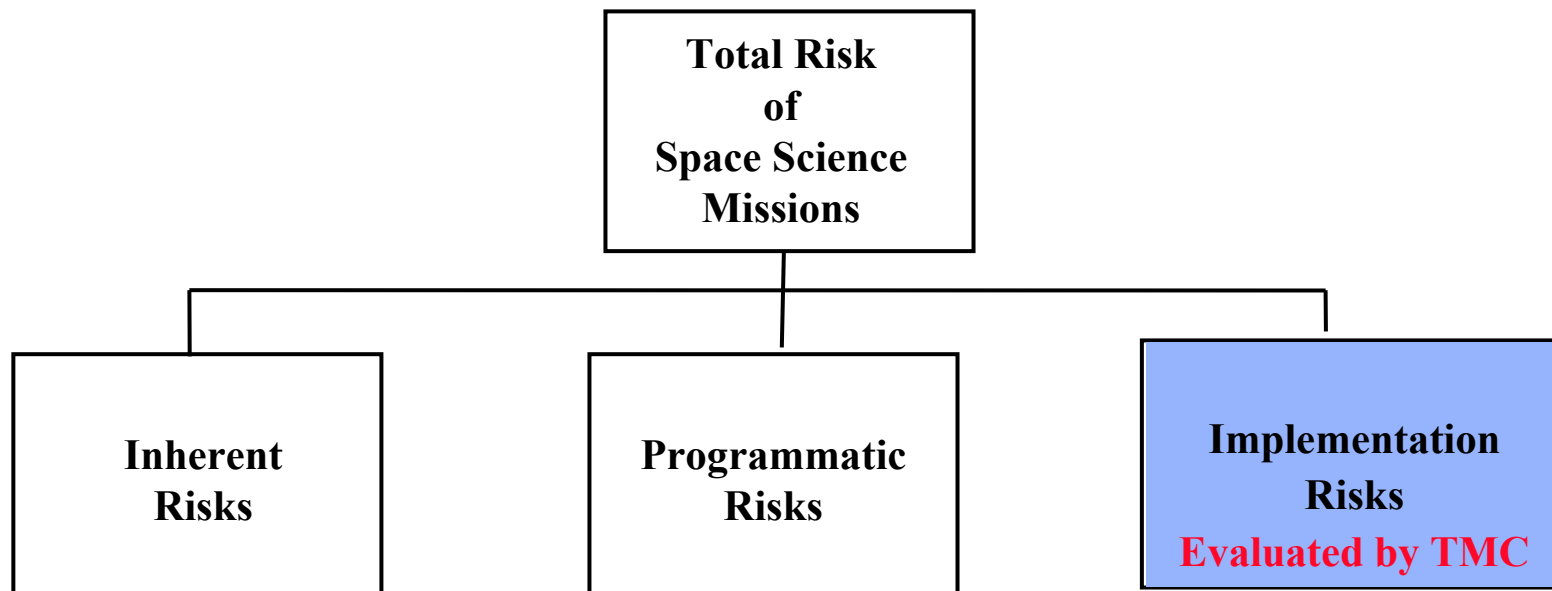 Total Risk
of
Space Science
Missions
Inherent
Risks
Programmatic
Risks
Implementation
Risks
Evaluated by TMC